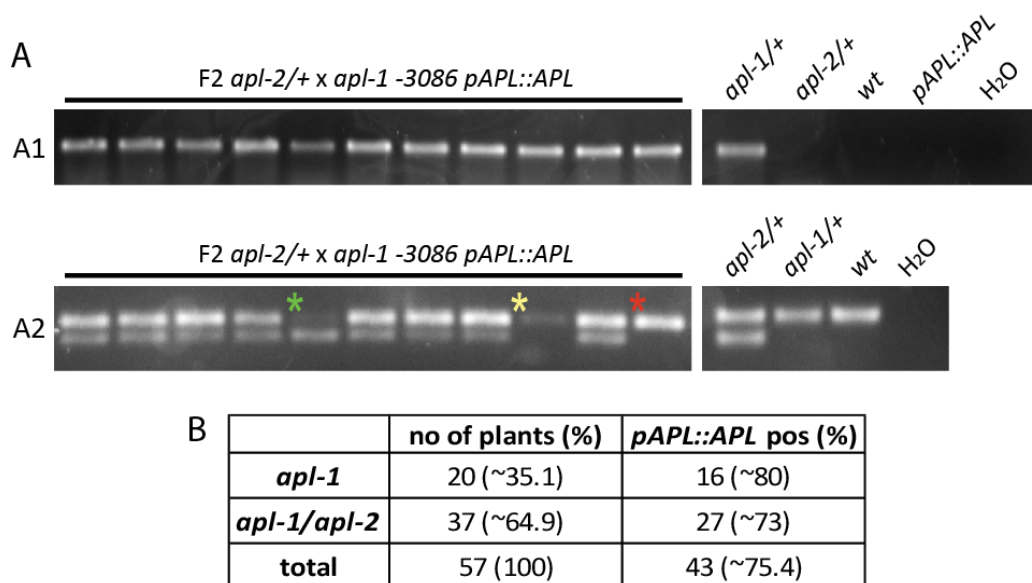 A
F2 apl-2/+ x apl-1 -3086 pAPL::APL
apl-1/+ apl-2/+ wt pAPL::APL H₂O
A1
F2 apl-2/+ x apl-1 -3086 pAPL::APL
apl-2/+ apl-1/+ wt H₂O
* * *
A2
B
no of plants (%) pAPL::APL pos (%)
apl-1 20 (~35.1) 16 (~80)
apl-1/apl-2 37 (~64.9) 27 (~73)
total 57 (100) 43 (~75.4)